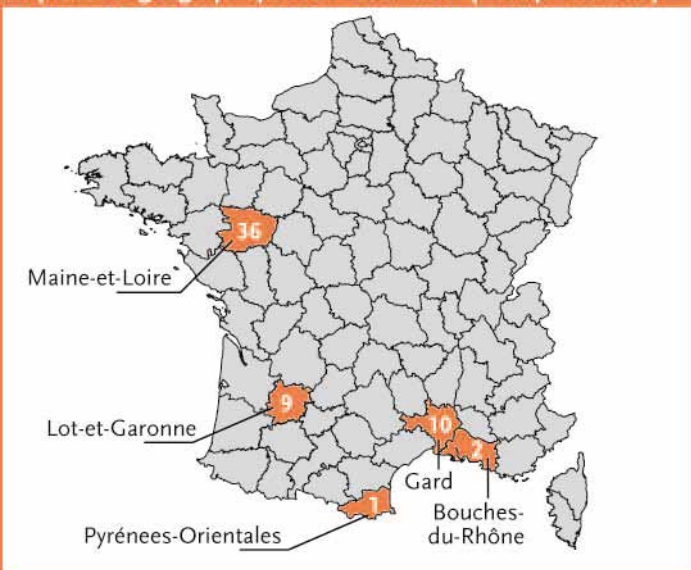 36
Maine-et-Loire
9
Lot-et-Garonne
10
2
Gard
Bouches-
du-Rhône
1
Pyrénees-Orientales